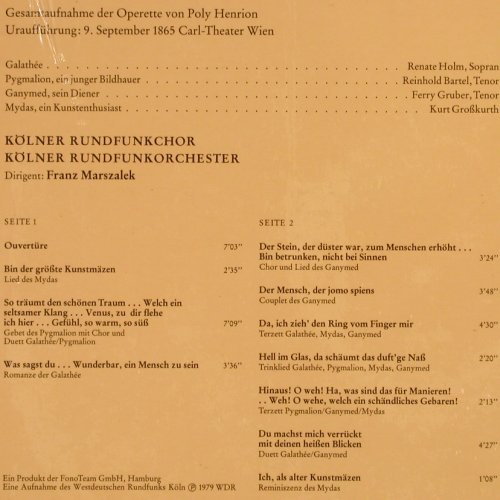 Gesamtaufnahme der Operette von Poly Henrion
Uraufführung: 9. September 1865 Carl-Theater Wien
Galathée . . . Renate Holm, Sopran
Pygmalion, ein junger Bildhauer . . . Reinhold Bartel, Tenor
Ganymed, sein Diener . . . Ferry Gruber, Tenor
Mydas, ein Kunstenthusiast . . . Kurt Großkurth
KÖLNER RUNDFUNKCHOR
KÖLNER RUNDFUNKORCHESTER
Dirigent: Franz Marszalek
SEITE 1
Ouvertüre 7'03"
Bin der größte Kunstmäzen 2'35"
Lied des Mydas
So träumt den schönen Traum . . . Welch ein
seltsamer Klang . . . Venus, zu dir flehe
ich hier . . . Gefühl, so warm, so süß 7'09"
Gebet des Pygmalion mit Chor und
Duett Galathée/Pygmalion
Was sagst du . . . Wunderbar, ein Mensch zu sein 3'36"
Romanze der Galathée
Ein Produkt der FonoTeam GmbH, Hamburg
Eine Aufnahme des Westdeutschen Rundfunks Köln Ⓟ 1979 WDR
SEITE 2
Der Stein, der düster war, zum Menschen erhöht . . .
Bin betrunken, nicht bei Sinnen 3'24"
Chor und Lied des Ganymed
Der Mensch, der jomo spiens 3'48"
Couplet des Ganymed
Da, ich zieh' den Ring vom Finger mir 4'30"
Terzett Galathée, Mydas, Ganymed
Hell im Glas, da schäumt das duft'ge Naß 2'20"
Trinklied Galathée, Pygmalion, Mydas, Ganymed
Hinaus! O weh! Ha, was sind das für Manieren!
. . Weh! O wehe, welch ein schändliches Gebaren! 2'13"
Terzett Pygmalion/Ganymed/Mydas
Du machst mich verrückt
mit deinen heißen Blicken 4'27"
Duett Galathée/Ganymed
Ich, als alter Kunstmäzen 1'08"
Reminiszenz des Mydas